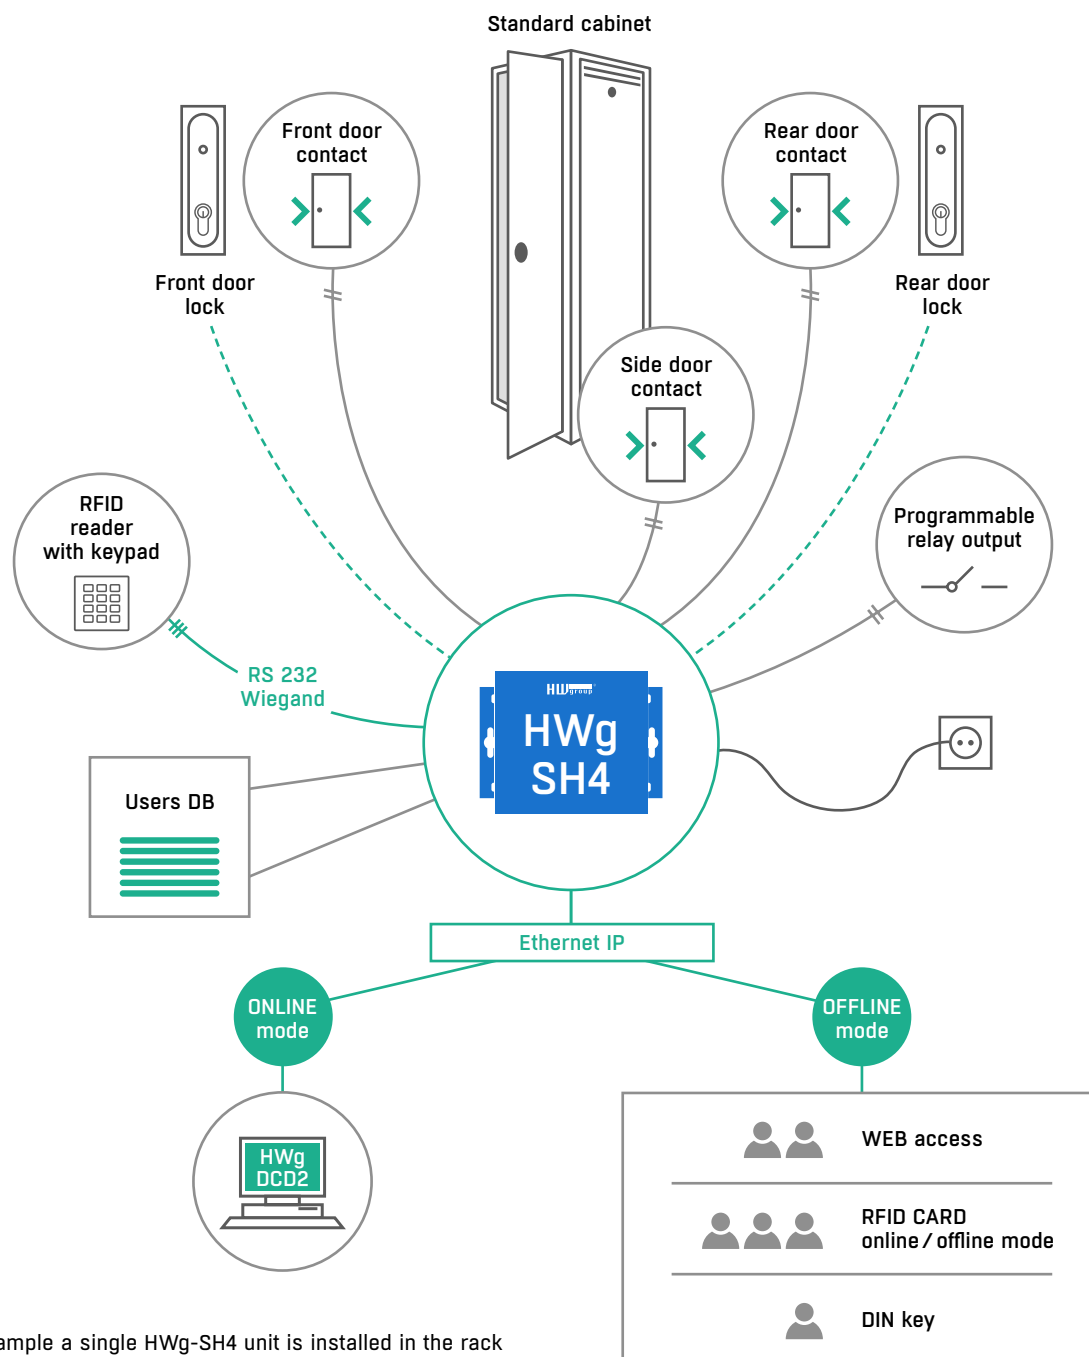 Standard cabinet
Front door
contact
Rear door
contact
Front door
lock
Rear door
lock
Side door
contact
RFID
reader
with keypad
Programmable
relay output
RS 232
Wiegand
HWgroup
HWg
SH4
Users DB
Ethernet IP
ONLINE
mode
OFFLINE
mode
HWg
DCD2
WEB access
RFID CARD
online / offline mode
DIN key
ample a single HWg-SH4 unit is installed in the rack